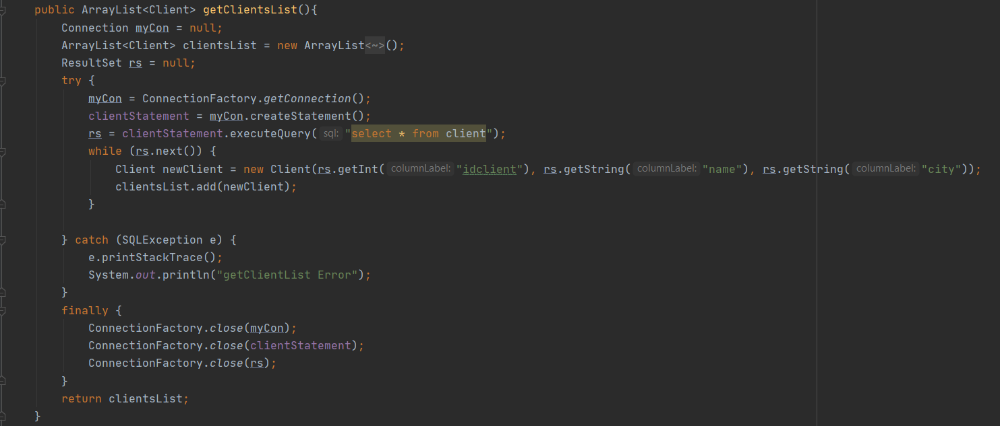 public ArrayList<Client> getClientsList(){
Connection myCon = null;
ArrayList<Client> clientsList = new ArrayList<~>();
ResultSet rs = null;
try {
myCon = ConnectionFactory.getConnection();
clientStatement = myCon.createStatement();
rs = clientStatement.executeQuery( sql: "select * from client");
while (rs.next()) {
Client newClient = new Client(rs.getInt( columnLabel: "idclient"), rs.getString( columnLabel: "name"), rs.getString( columnLabel: "city"));
clientsList.add(newClient);
}
} catch (SQLException e) {
e.printStackTrace();
System.out.println("getClientList Error");
}
finally {
ConnectionFactory.close(myCon);
ConnectionFactory.close(clientStatement);
ConnectionFactory.close(rs);
}
return clientsList;
}